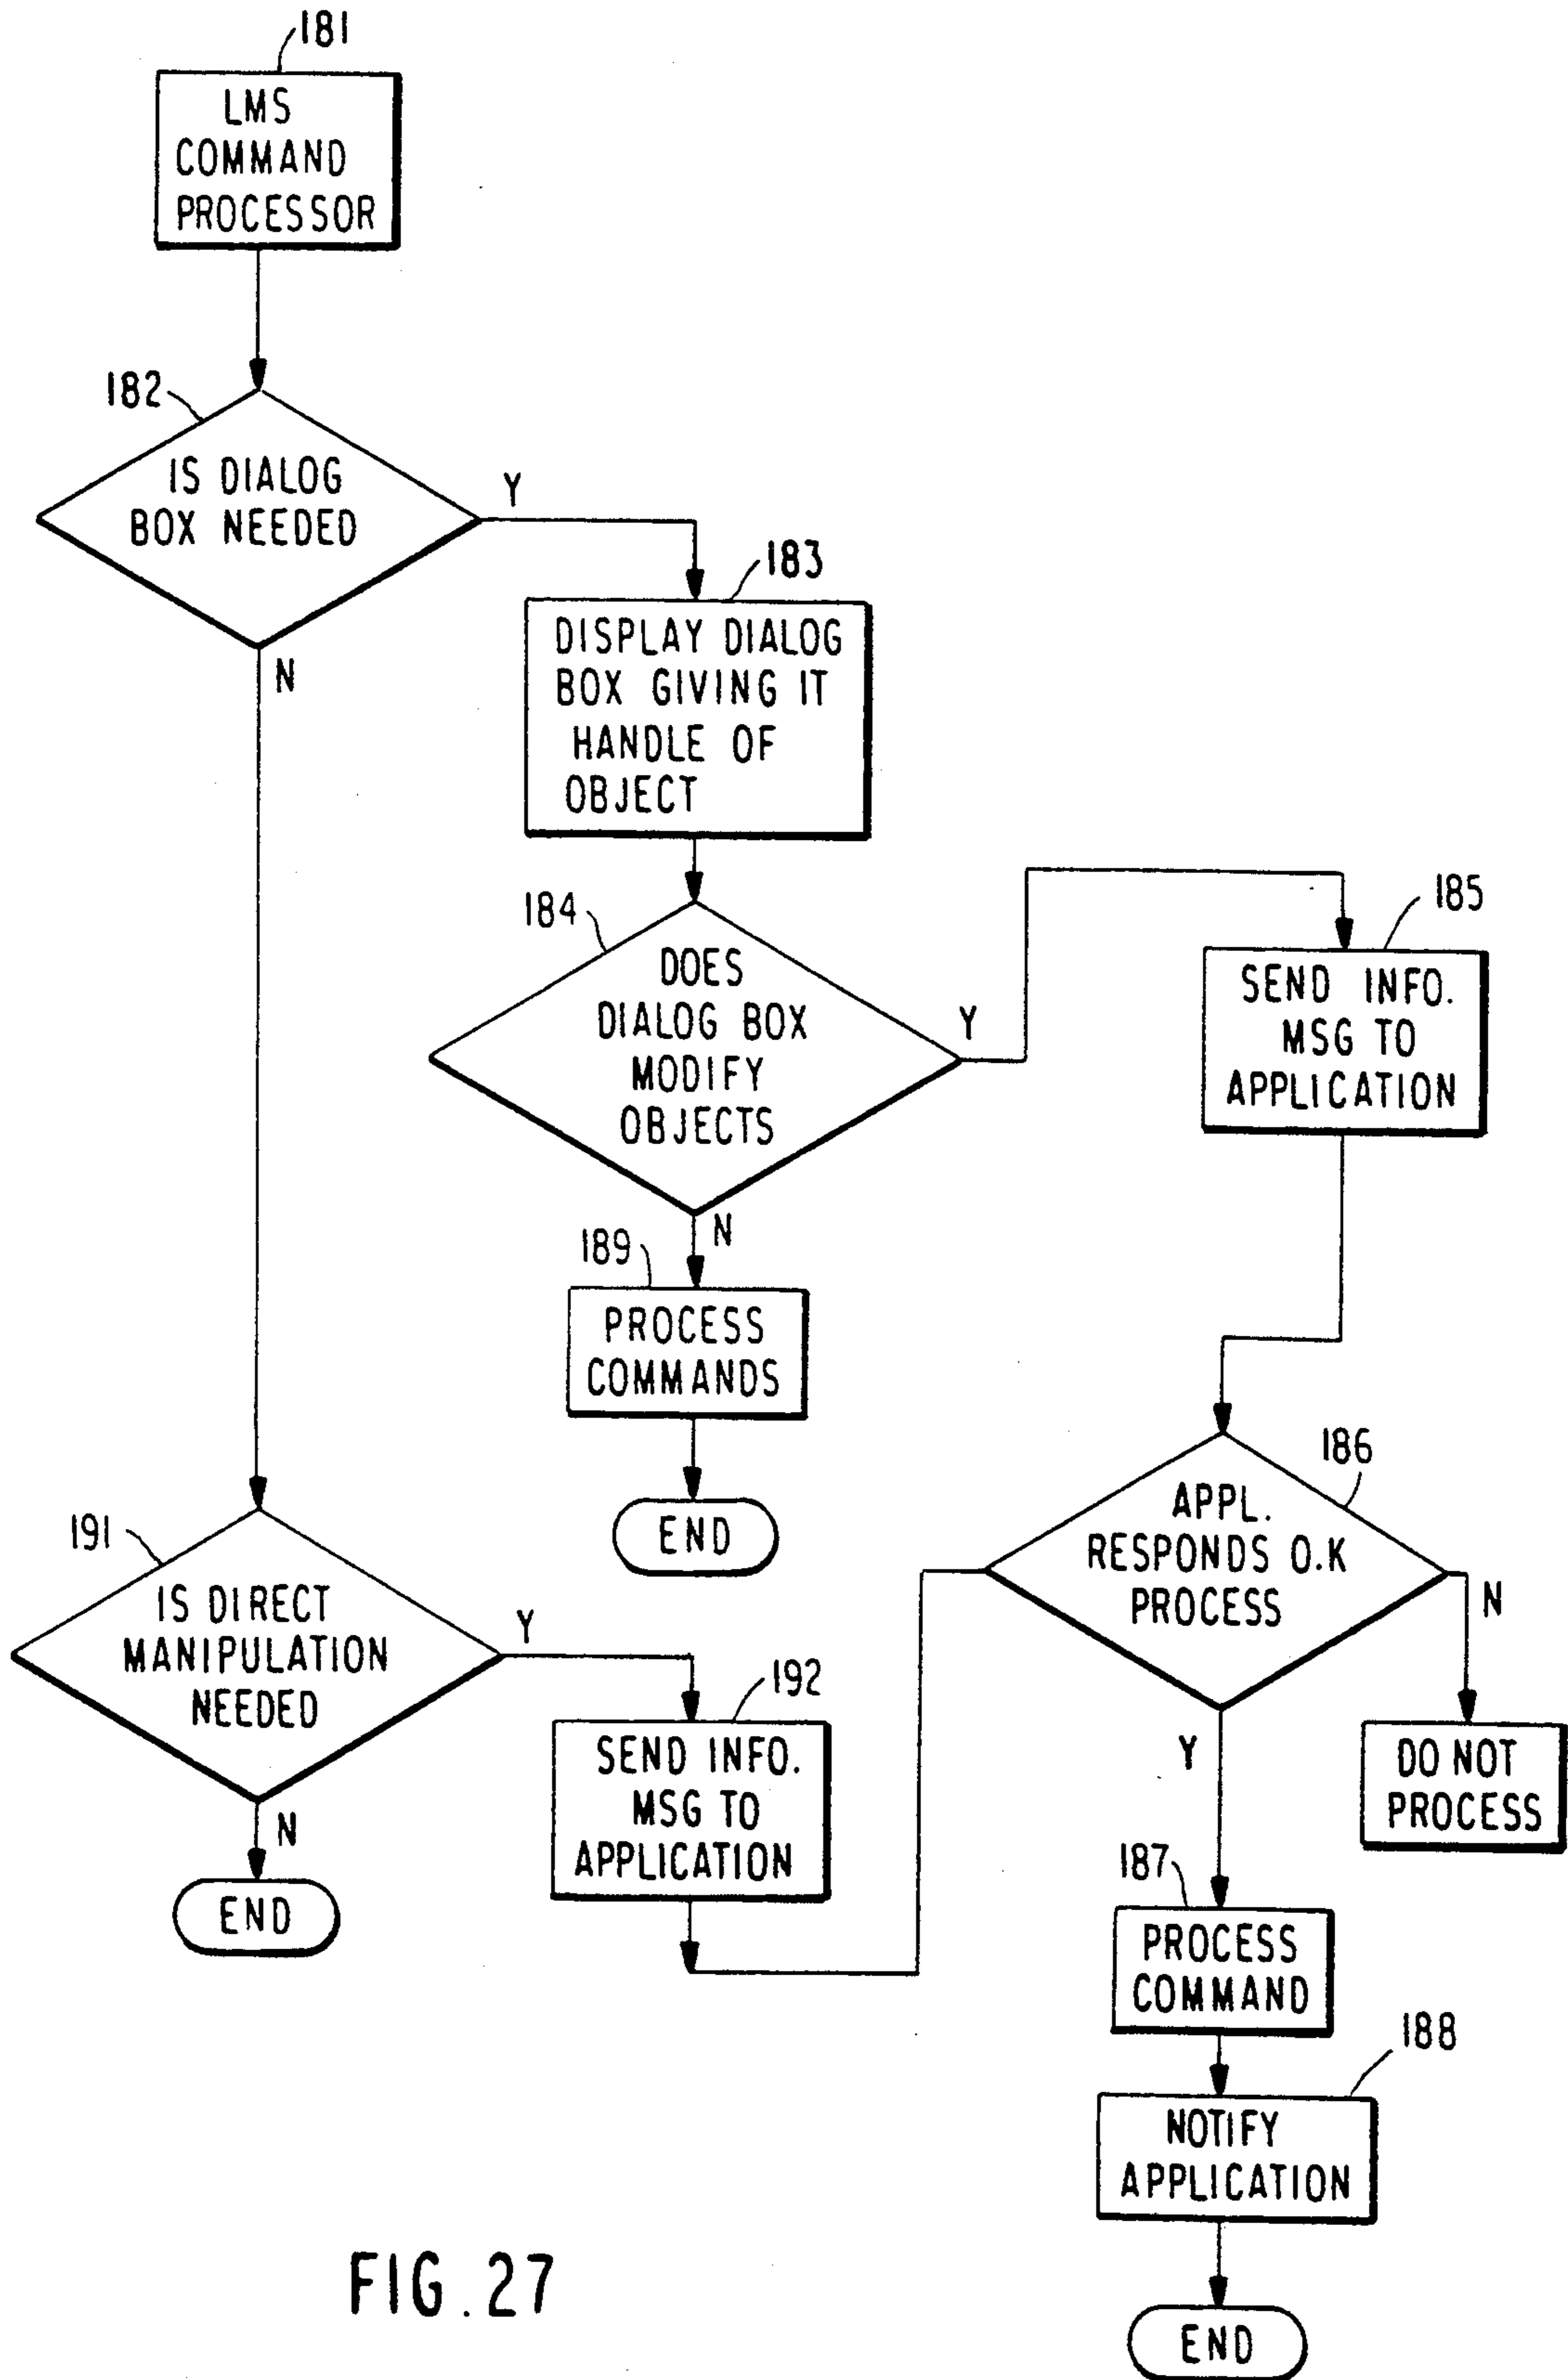 181
LMS
COMMAND
PROCESSOR
182
IS DIALOG
BOX NEEDED
Y
N
183
DISPLAY DIALOG
BOX GIVING IT
HANDLE OF
OBJECT
184
DOES
DIALOG BOX
MODIFY
OBJECTS
Y
N
185
SEND INFO.
MSG TO
APPLICATION
189
PROCESS
COMMANDS
END
186
APPL.
RESPONDS O.K
PROCESS
N
Y
DO NOT
PROCESS
191
IS DIRECT
MANIPULATION
NEEDED
Y
N
END
192
SEND INFO.
MSG TO
APPLICATION
187
PROCESS
COMMAND
188
NOTIFY
APPLICATION
END
FIG.27